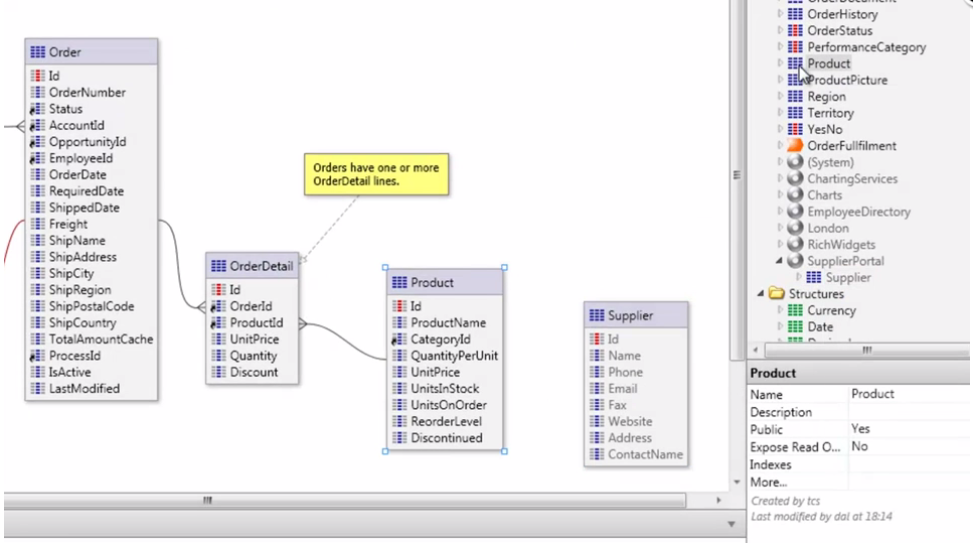 Order
Id
OrderNumber
Status
AccountId
OpportunityId
EmployeeId
OrderDate
RequiredDate
ShippedDate
Freight
ShipName
ShipAddress
ShipCity
ShipRegion
ShipPostalCode
ShipCountry
TotalAmountCache
ProcessId
IsActive
LastModified
Orders have one or more
OrderDetail lines.
OrderDetail
Id
OrderId
ProductId
UnitPrice
Quantity
Discount
Product
Id
ProductName
CategoryId
QuantityPerUnit
UnitPrice
UnitsInStock
UnitsOnOrder
ReorderLevel
Discontinued
Supplier
Id
Name
Phone
Email
Fax
Website
Address
ContactName
OrderHistory
OrderStatus
PerformanceCategory
Product
ProductPicture
Region
Territory
YesNo
OrderFullfilment
(System)
ChartingServices
Charts
EmployeeDirectory
London
RichWidgets
SupplierPortal
Supplier
Structures
Currency
Date
Product
Name Product
Description
Public Yes
Expose Read O... No
Indexes
More...
Created by tcs
Last modified by dal at 18:14